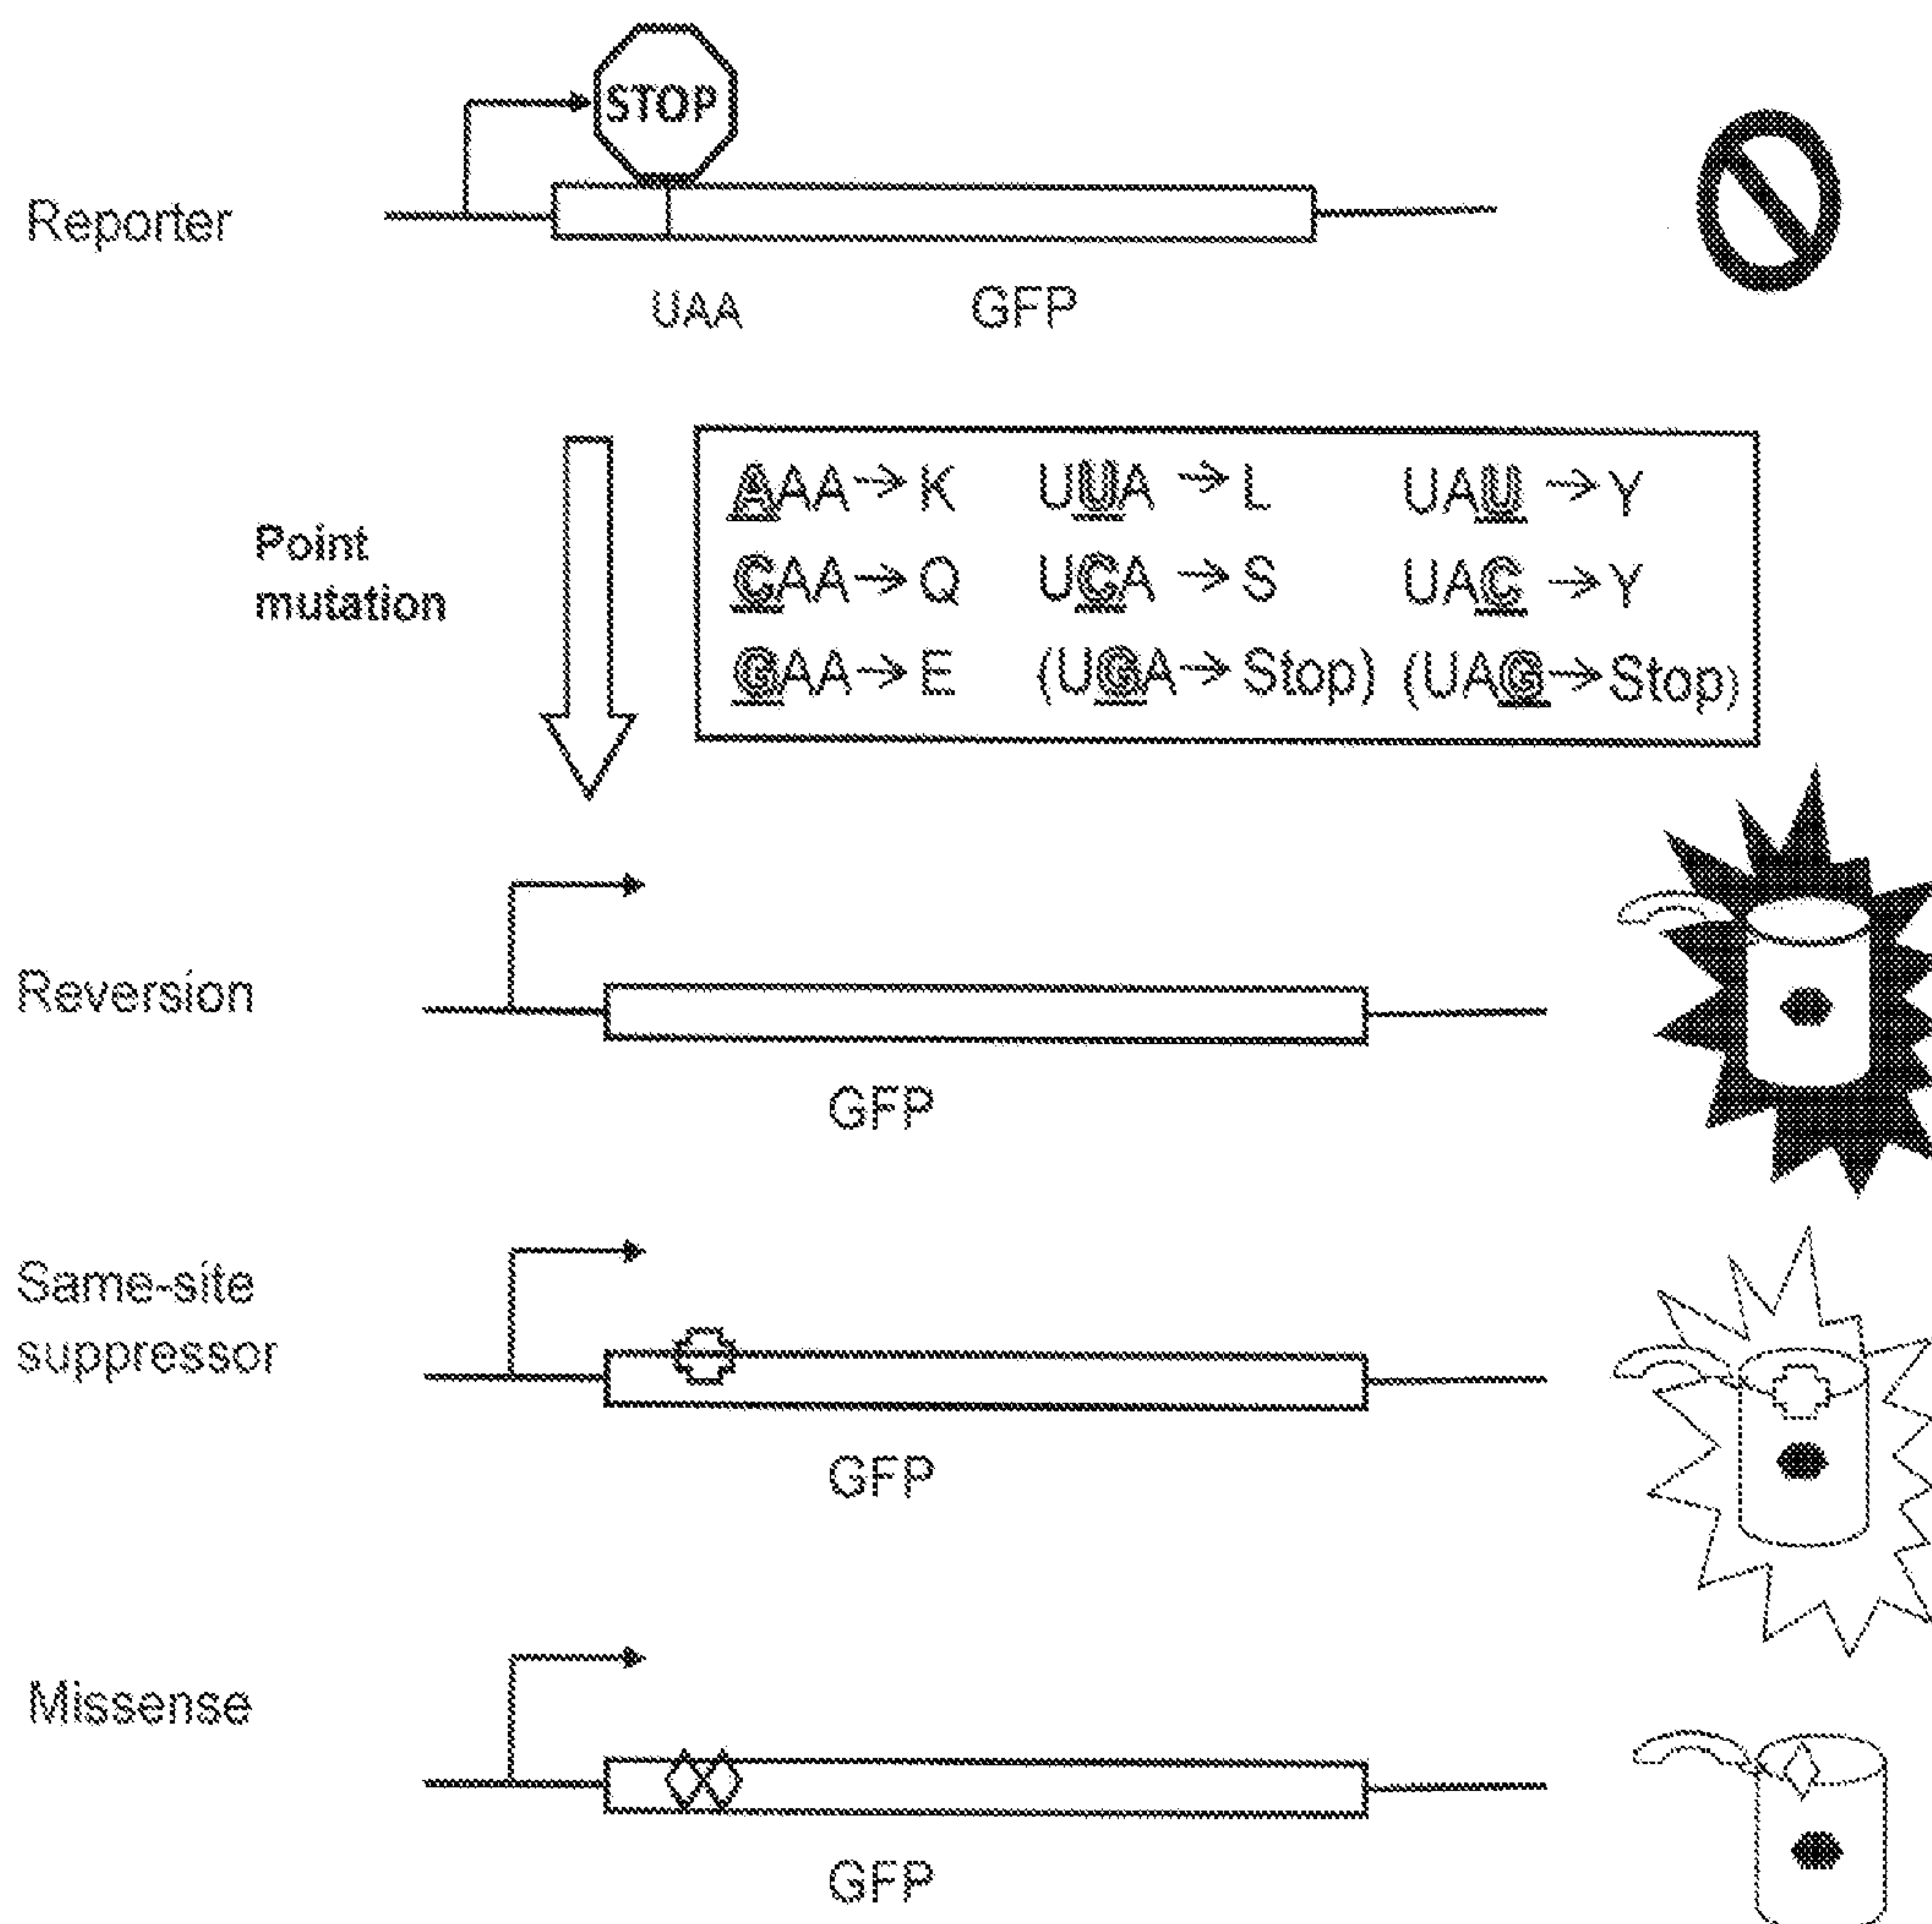 STOP
Reporter
UAA GFP
Point
mutation
AAA→K UUA→L UAU→Y
CAA→Q UCA→S UAC→Y
GAA→E (UGA→Stop) (UAG→Stop)
Reversion
GFP
Same-site
suppressor
GFP
Missense
GFP